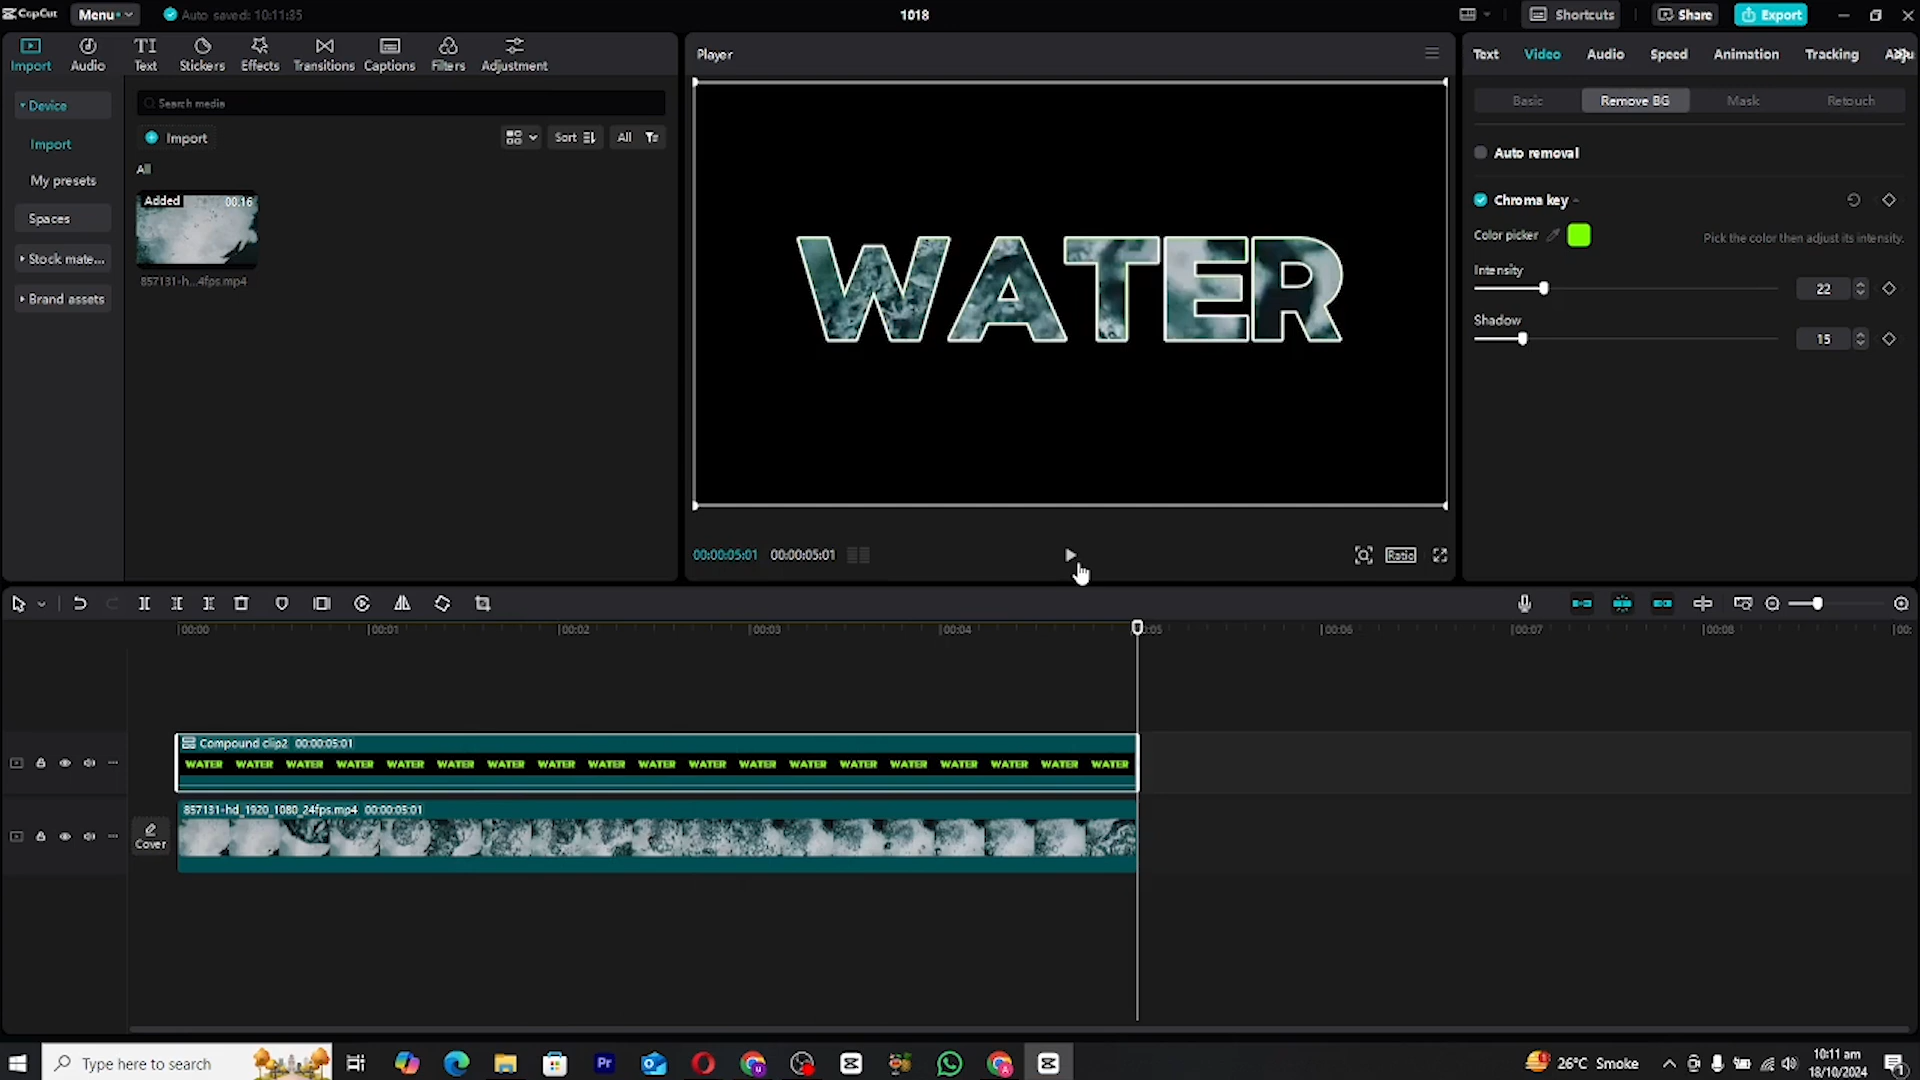 CapCut Menu Auto saved: 10:11:35 1018 Shortcuts Share Export
Import Audio Text Stickers Effects Transitions Captions Filters Adjustment
Device
Import
My presets
Spaces
Stock mate...
Brand assets
Search media
Import Sort All
All
Added 00:16
857131-h...4fps.mp4
Player
WATER
00:00:05:01 00:00:05:01 Ratio
Text Video Audio Speed Animation Tracking
Basic Remove BG Mask Retouch
Auto removal
Chroma key
Color picker Pick the color then adjust its intensity.
Intensity
22
Shadow
15
00:00 00:01 00:02 00:03 00:04 00:05 00:06 00:07 00:08 00:
Compound clip2 00:00:05:01
WATER WATER WATER WATER WATER WATER WATER WATER WATER WATER WATER WATER WATER WATER WATER WATER WATER WATER WATER
857131-hd_1920_1080_24fps.mp4 00:00:05:01
Cover
Type here to search Pr 26°C Smoke 10:11 am
18/10/2024